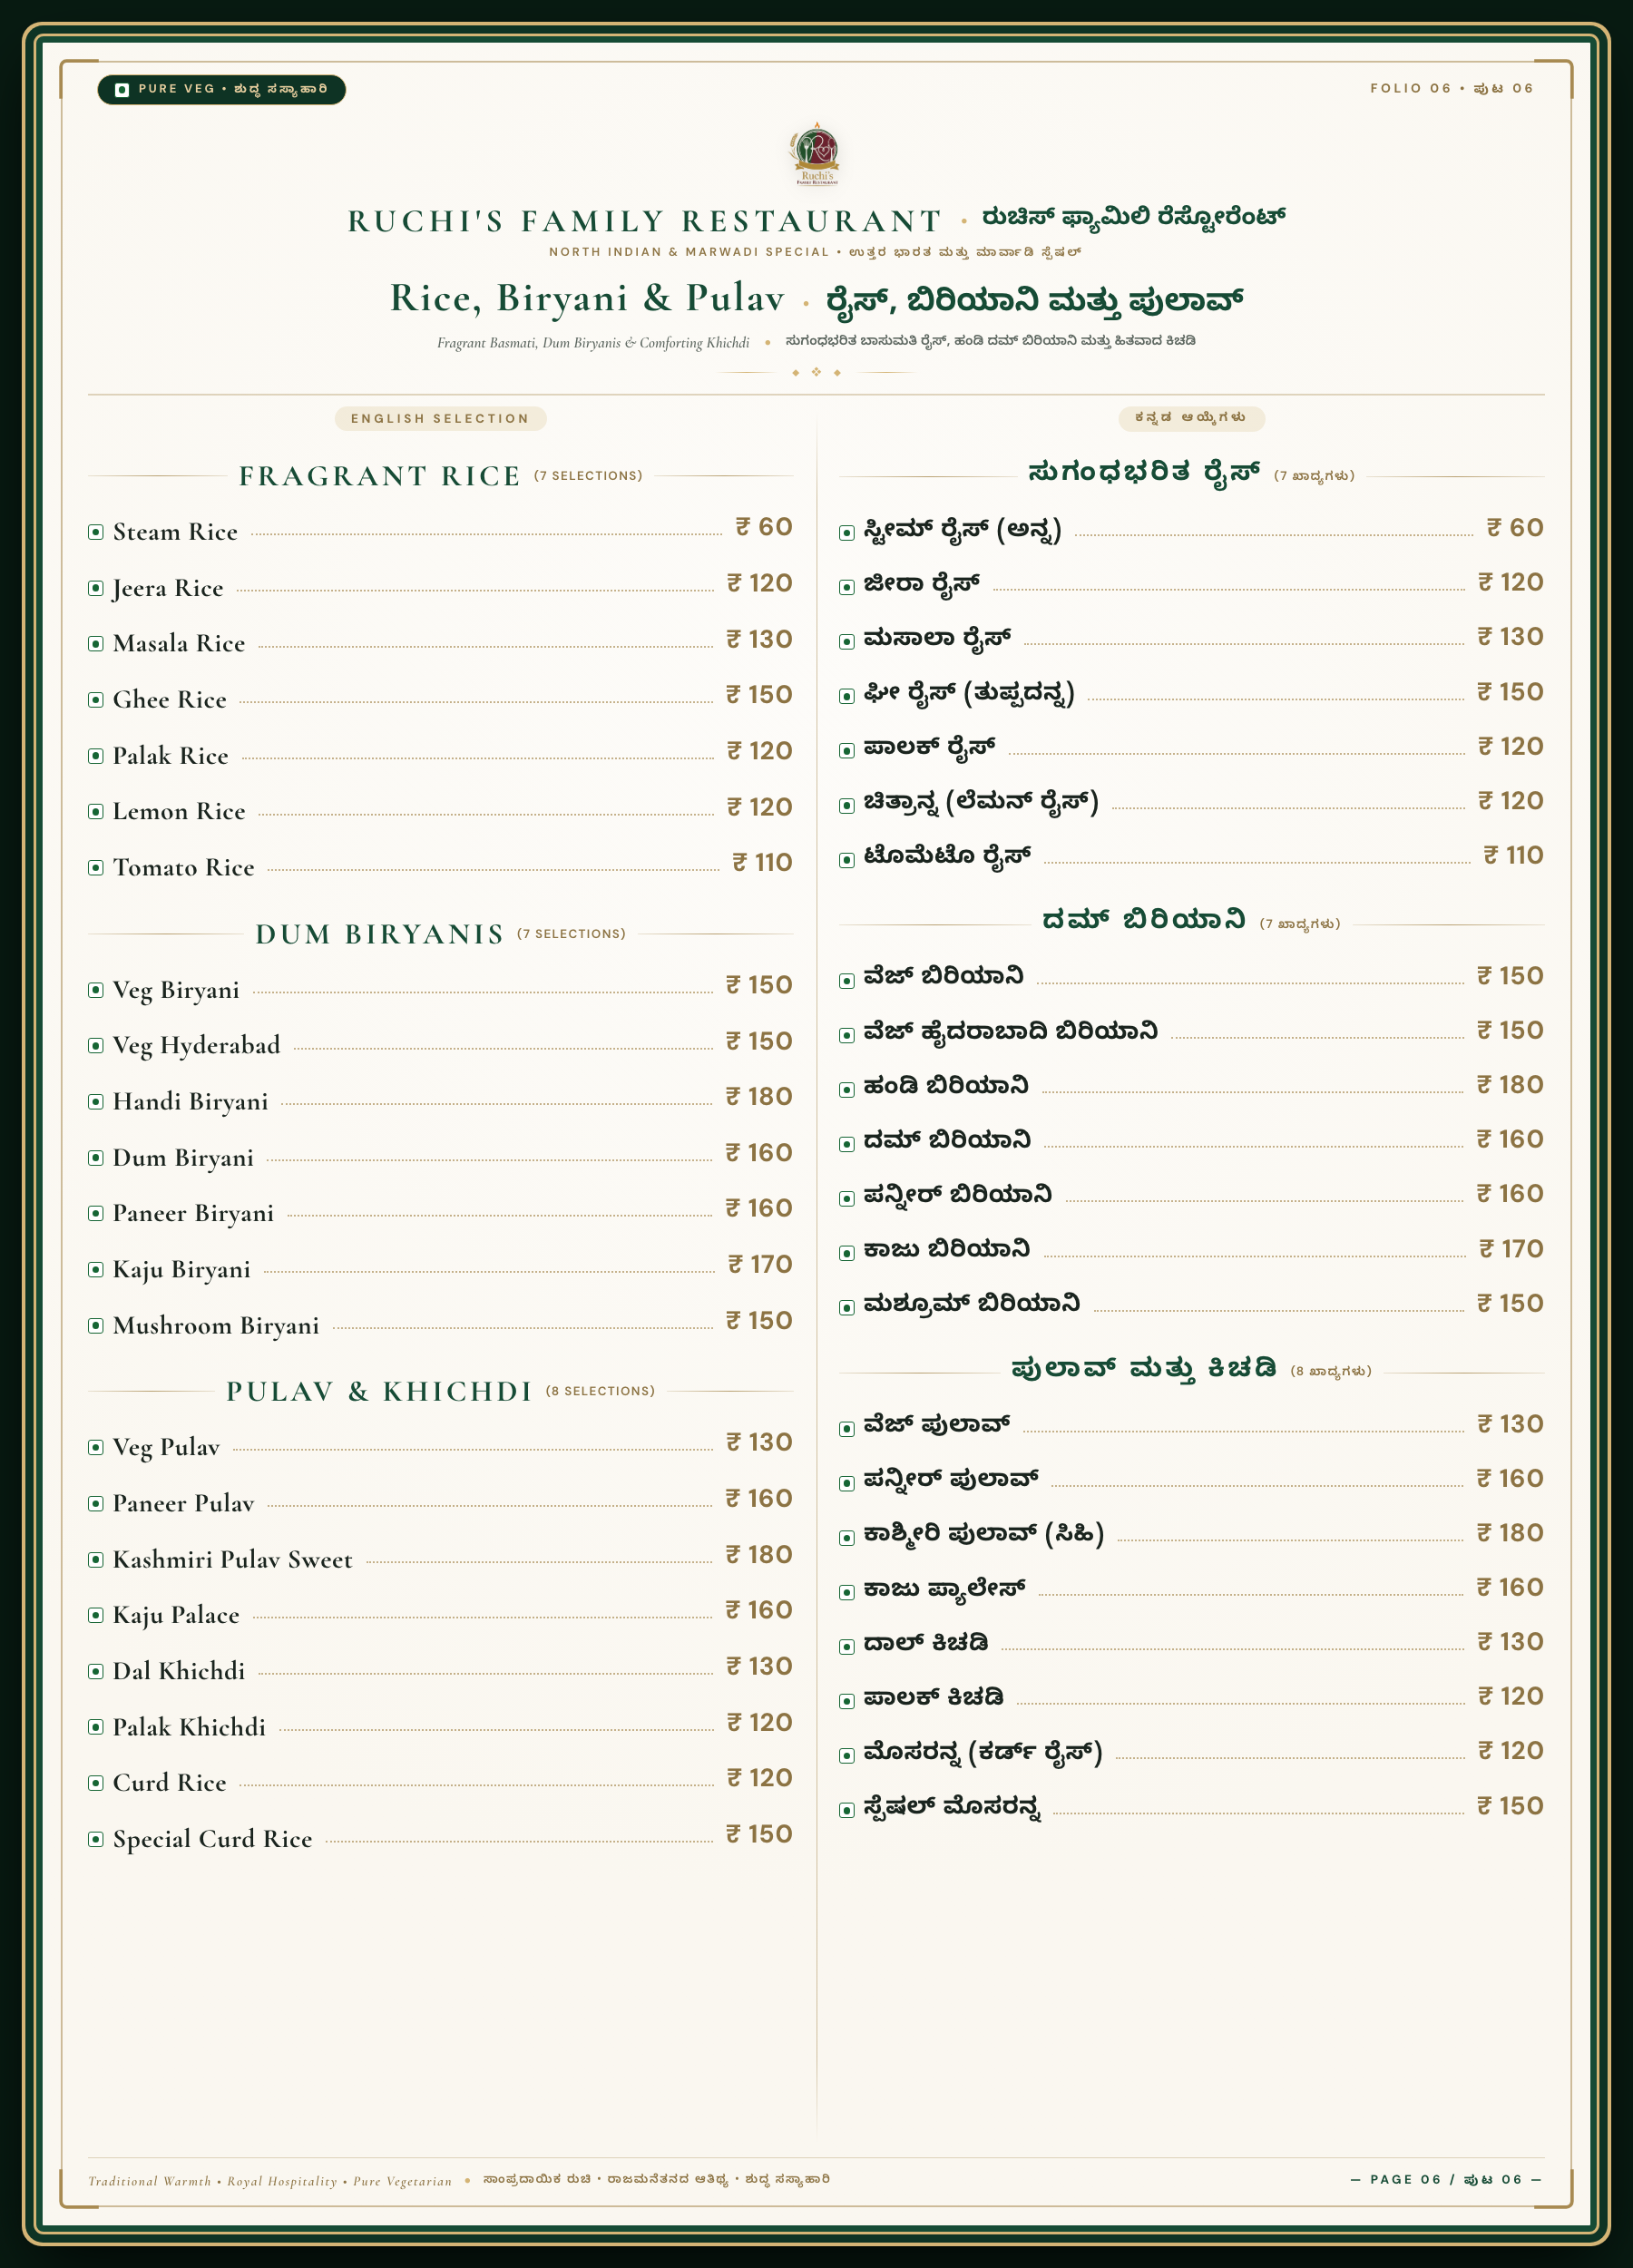 PURE VEG • ಶುದ್ಧ ಸಸ್ಯಾಹಾರಿ
FOLIO 06 • ಪುಟ 06
Ruchi's
FAMILY RESTAURANT
RUCHI'S FAMILY RESTAURANT • ರುಚಿಸ್ ಫ್ಯಾಮಿಲಿ ರೆಸ್ಟೋರೆಂಟ್
NORTH INDIAN & MARWADI SPECIAL • ಉತ್ತರ ಭಾರತ ಮತ್ತು ಮಾರ್ವಾಡಿ ಸ್ಪೆಷಲ್
Rice, Biryani & Pulav • ರೈಸ್, ಬಿರಿಯಾನಿ ಮತ್ತು ಪುಲಾವ್
Fragrant Basmati, Dum Biryanis & Comforting Khichdi • ಸುಗಂಧಭರಿತ ಬಾಸುಮತಿ ರೈಸ್, ಹಂಡಿ ದಮ್ ಬಿರಿಯಾನಿ ಮತ್ತು ಹಿತವಾದ ಕಿಚಡಿ
ENGLISH SELECTION
FRAGRANT RICE (7 SELECTIONS)
Steam Rice ₹ 60
Jeera Rice ₹ 120
Masala Rice ₹ 130
Ghee Rice ₹ 150
Palak Rice ₹ 120
Lemon Rice ₹ 120
Tomato Rice ₹ 110
DUM BIRYANIS (7 SELECTIONS)
Veg Biryani ₹ 150
Veg Hyderabad ₹ 150
Handi Biryani ₹ 180
Dum Biryani ₹ 160
Paneer Biryani ₹ 160
Kaju Biryani ₹ 170
Mushroom Biryani ₹ 150
PULAV & KHICHDI (8 SELECTIONS)
Veg Pulav ₹ 130
Paneer Pulav ₹ 160
Kashmiri Pulav Sweet ₹ 180
Kaju Palace ₹ 160
Dal Khichdi ₹ 130
Palak Khichdi ₹ 120
Curd Rice ₹ 120
Special Curd Rice ₹ 150
ಕನ್ನಡ ಆಯ್ಕೆಗಳು
ಸುಗಂಧಭರಿತ ರೈಸ್ (7 ಖಾದ್ಯಗಳು)
ಸ್ಟೀಮ್ ರೈಸ್ (ಅನ್ನ) ₹ 60
ಜೀರಾ ರೈಸ್ ₹ 120
ಮಸಾಲಾ ರೈಸ್ ₹ 130
ಘೀ ರೈಸ್ (ತುಪ್ಪದನ್ನ) ₹ 150
ಪಾಲಕ್ ರೈಸ್ ₹ 120
ಚಿತ್ರಾನ್ನ (ಲೆಮನ್ ರೈಸ್) ₹ 120
ಟೊಮೆಟೊ ರೈಸ್ ₹ 110
ದಮ್ ಬಿರಿಯಾನಿ (7 ಖಾದ್ಯಗಳು)
ವೆಜ್ ಬಿರಿಯಾನಿ ₹ 150
ವೆಜ್ ಹೈದರಾಬಾದಿ ಬಿರಿಯಾನಿ ₹ 150
ಹಂಡಿ ಬಿರಿಯಾನಿ ₹ 180
ದಮ್ ಬಿರಿಯಾನಿ ₹ 160
ಪನ್ನೀರ್ ಬಿರಿಯಾನಿ ₹ 160
ಕಾಜು ಬಿರಿಯಾನಿ ₹ 170
ಮಶ್ರೂಮ್ ಬಿರಿಯಾನಿ ₹ 150
ಪುಲಾವ್ ಮತ್ತು ಕಿಚಡಿ (8 ಖಾದ್ಯಗಳು)
ವೆಜ್ ಪುಲಾವ್ ₹ 130
ಪನ್ನೀರ್ ಪುಲಾವ್ ₹ 160
ಕಾಶ್ಮೀರಿ ಪುಲಾವ್ (ಸಿಹಿ) ₹ 180
ಕಾಜು ಪ್ಯಾಲೇಸ್ ₹ 160
ದಾಲ್ ಕಿಚಡಿ ₹ 130
ಪಾಲಕ್ ಕಿಚಡಿ ₹ 120
ಮೊಸರನ್ನ (ಕರ್ಡ್ ರೈಸ್) ₹ 120
ಸ್ಪೆಷಲ್ ಮೊಸರನ್ನ ₹ 150
Traditional Warmth • Royal Hospitality • Pure Vegetarian • ಸಾಂಪ್ರದಾಯಿಕ ರುಚಿ • ರಾಜಮನೆತನದ ಆತಿಥ್ಯ • ಶುದ್ಧ ಸಸ್ಯಾಹಾರಿ
— PAGE 06 / ಪುಟ 06 —